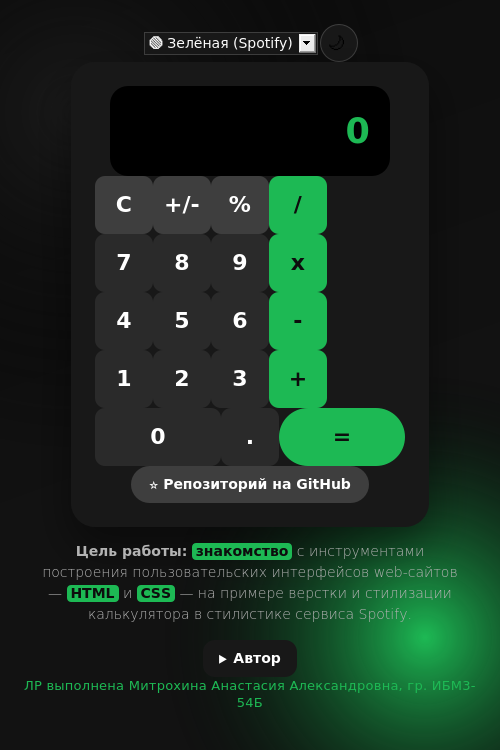 Зелёная (Spotify)
0
C +/- % /
7 8 9 x
4 5 6 -
1 2 3 +
0 . =
☆ Репозиторий на GitHub
Цель работы: знакомство с инструментами
построения пользовательских интерфейсов web-сайтов
— HTML и CSS — на примере верстки и стилизации
калькулятора в стилистике сервиса Spotify.
▶ Автор
ЛР выполнена Митрохина Анастасия Александровна, гр. ИБМ3-
54Б